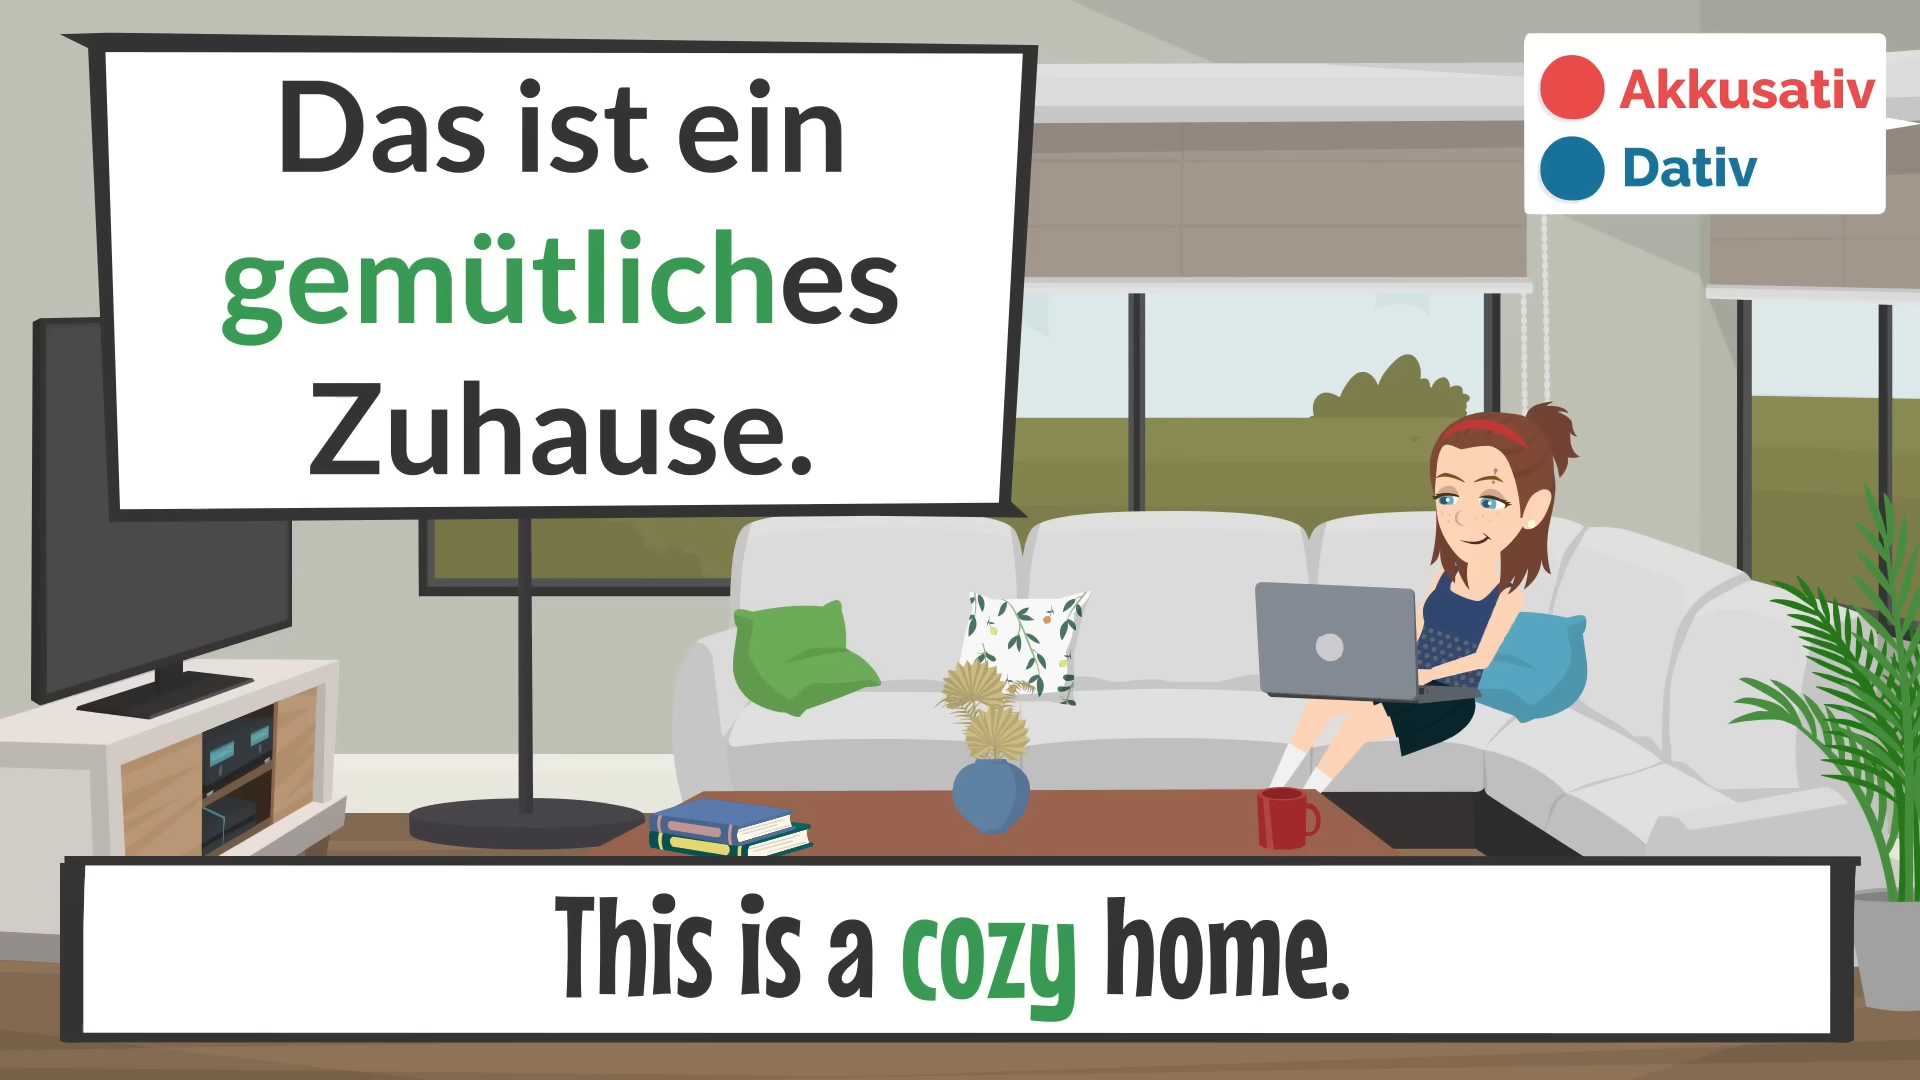 Das ist ein
gemütliches
Zuhause.
Akkusativ
Dativ
This is a cozy home.